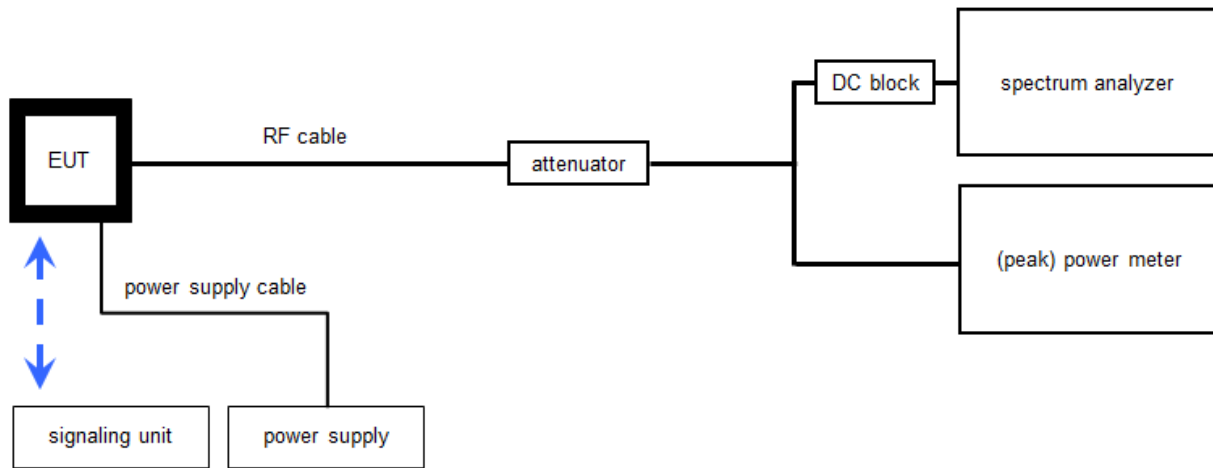 DC block
spectrum analyzer
RF cable
EUT
attenuator
(peak) power meter
power supply cable
signaling unit
power supply